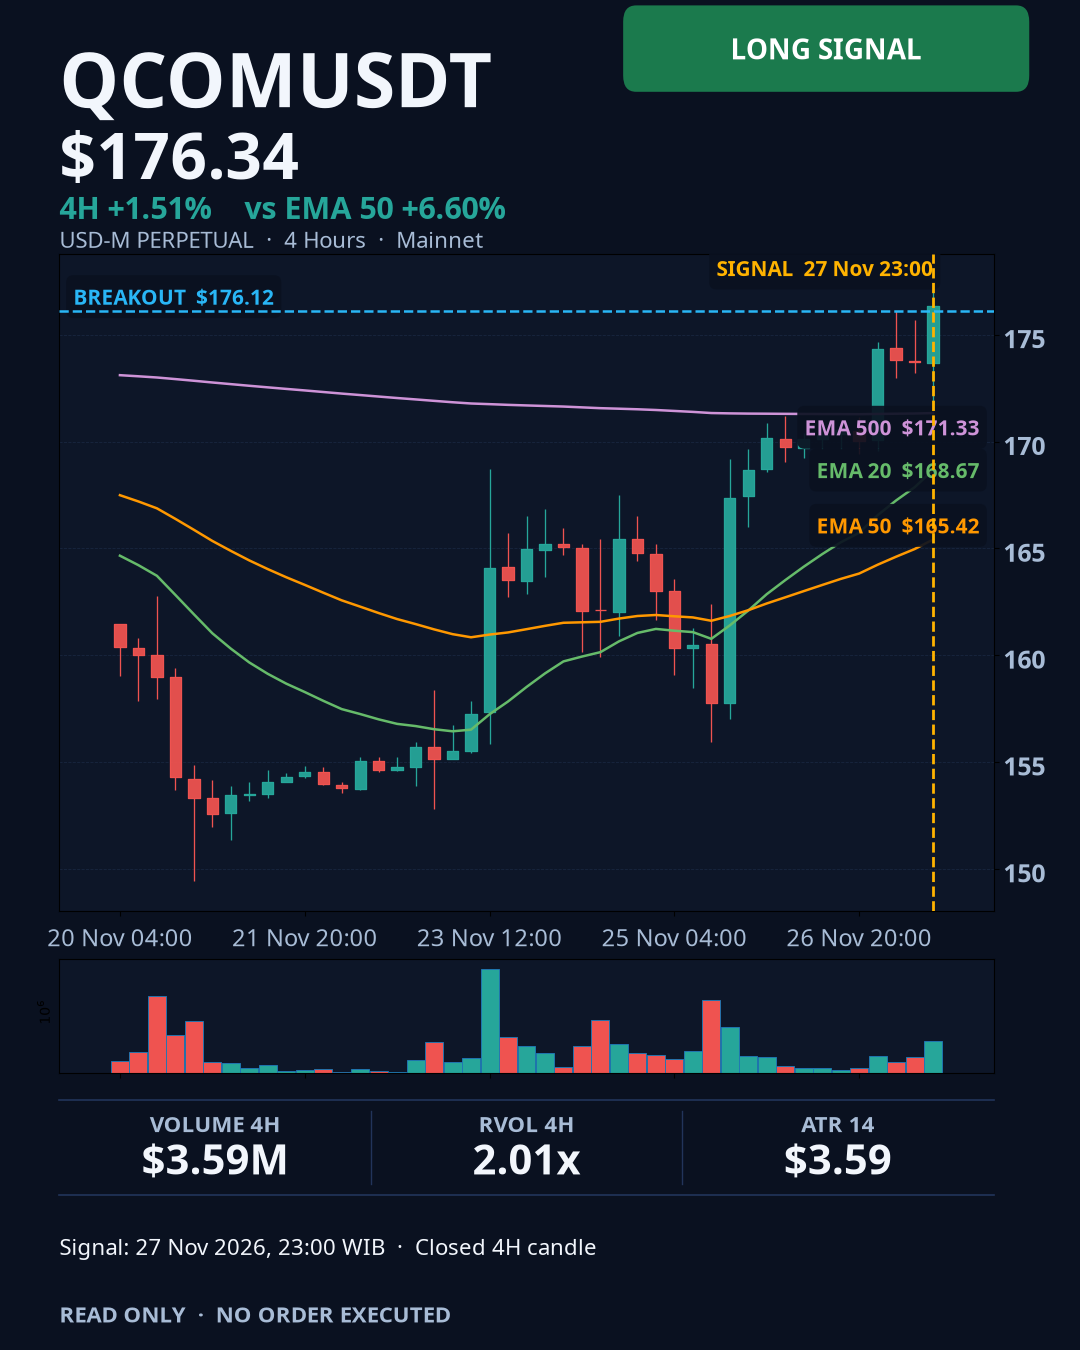 LONG SIGNAL
QCOMUSDT
$176.34
4H +1.51% vs EMA 50 +6.60%
USD-M PERPETUAL · 4 Hours · Mainnet
SIGNAL 27 Nov 23:00
BREAKOUT $176.12
175
EMA 500 $171.33
170
EMA 20 $168.67
EMA 50 $165.42
165
160
155
150
20 Nov 04:00 21 Nov 20:00 23 Nov 12:00 25 Nov 04:00 26 Nov 20:00
10⁶
VOLUME 4H RVOL 4H ATR 14
$3.59M 2.01x $3.59
Signal: 27 Nov 2026, 23:00 WIB · Closed 4H candle
READ ONLY · NO ORDER EXECUTED